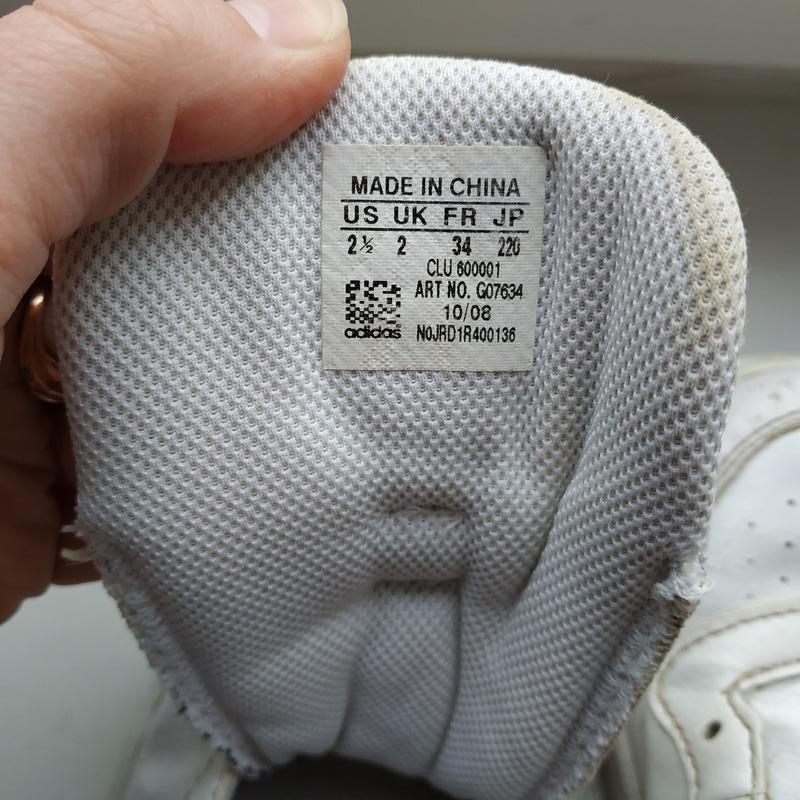 MADE IN CHINA
US UK FR JP
2½ 2 34 220
CLU 600001
ART NO. G07634
10/08
adidas® N0JRD1R400136